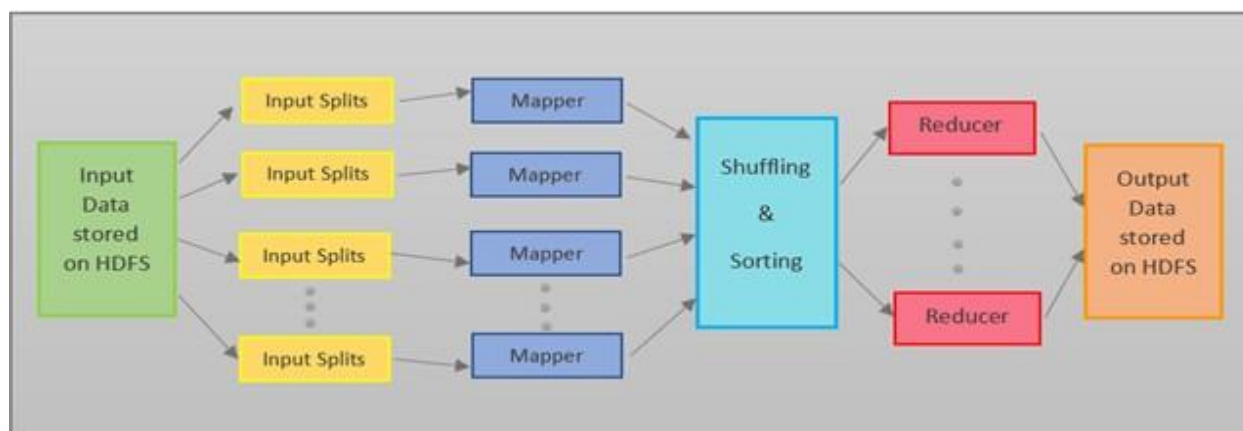 Input
Data
stored
on HDFS
Input Splits
Input Splits
Input Splits
Input Splits
Mapper
Mapper
Mapper
Mapper
Shuffling
&
Sorting
Reducer
Reducer
Output
Data
stored
on HDFS